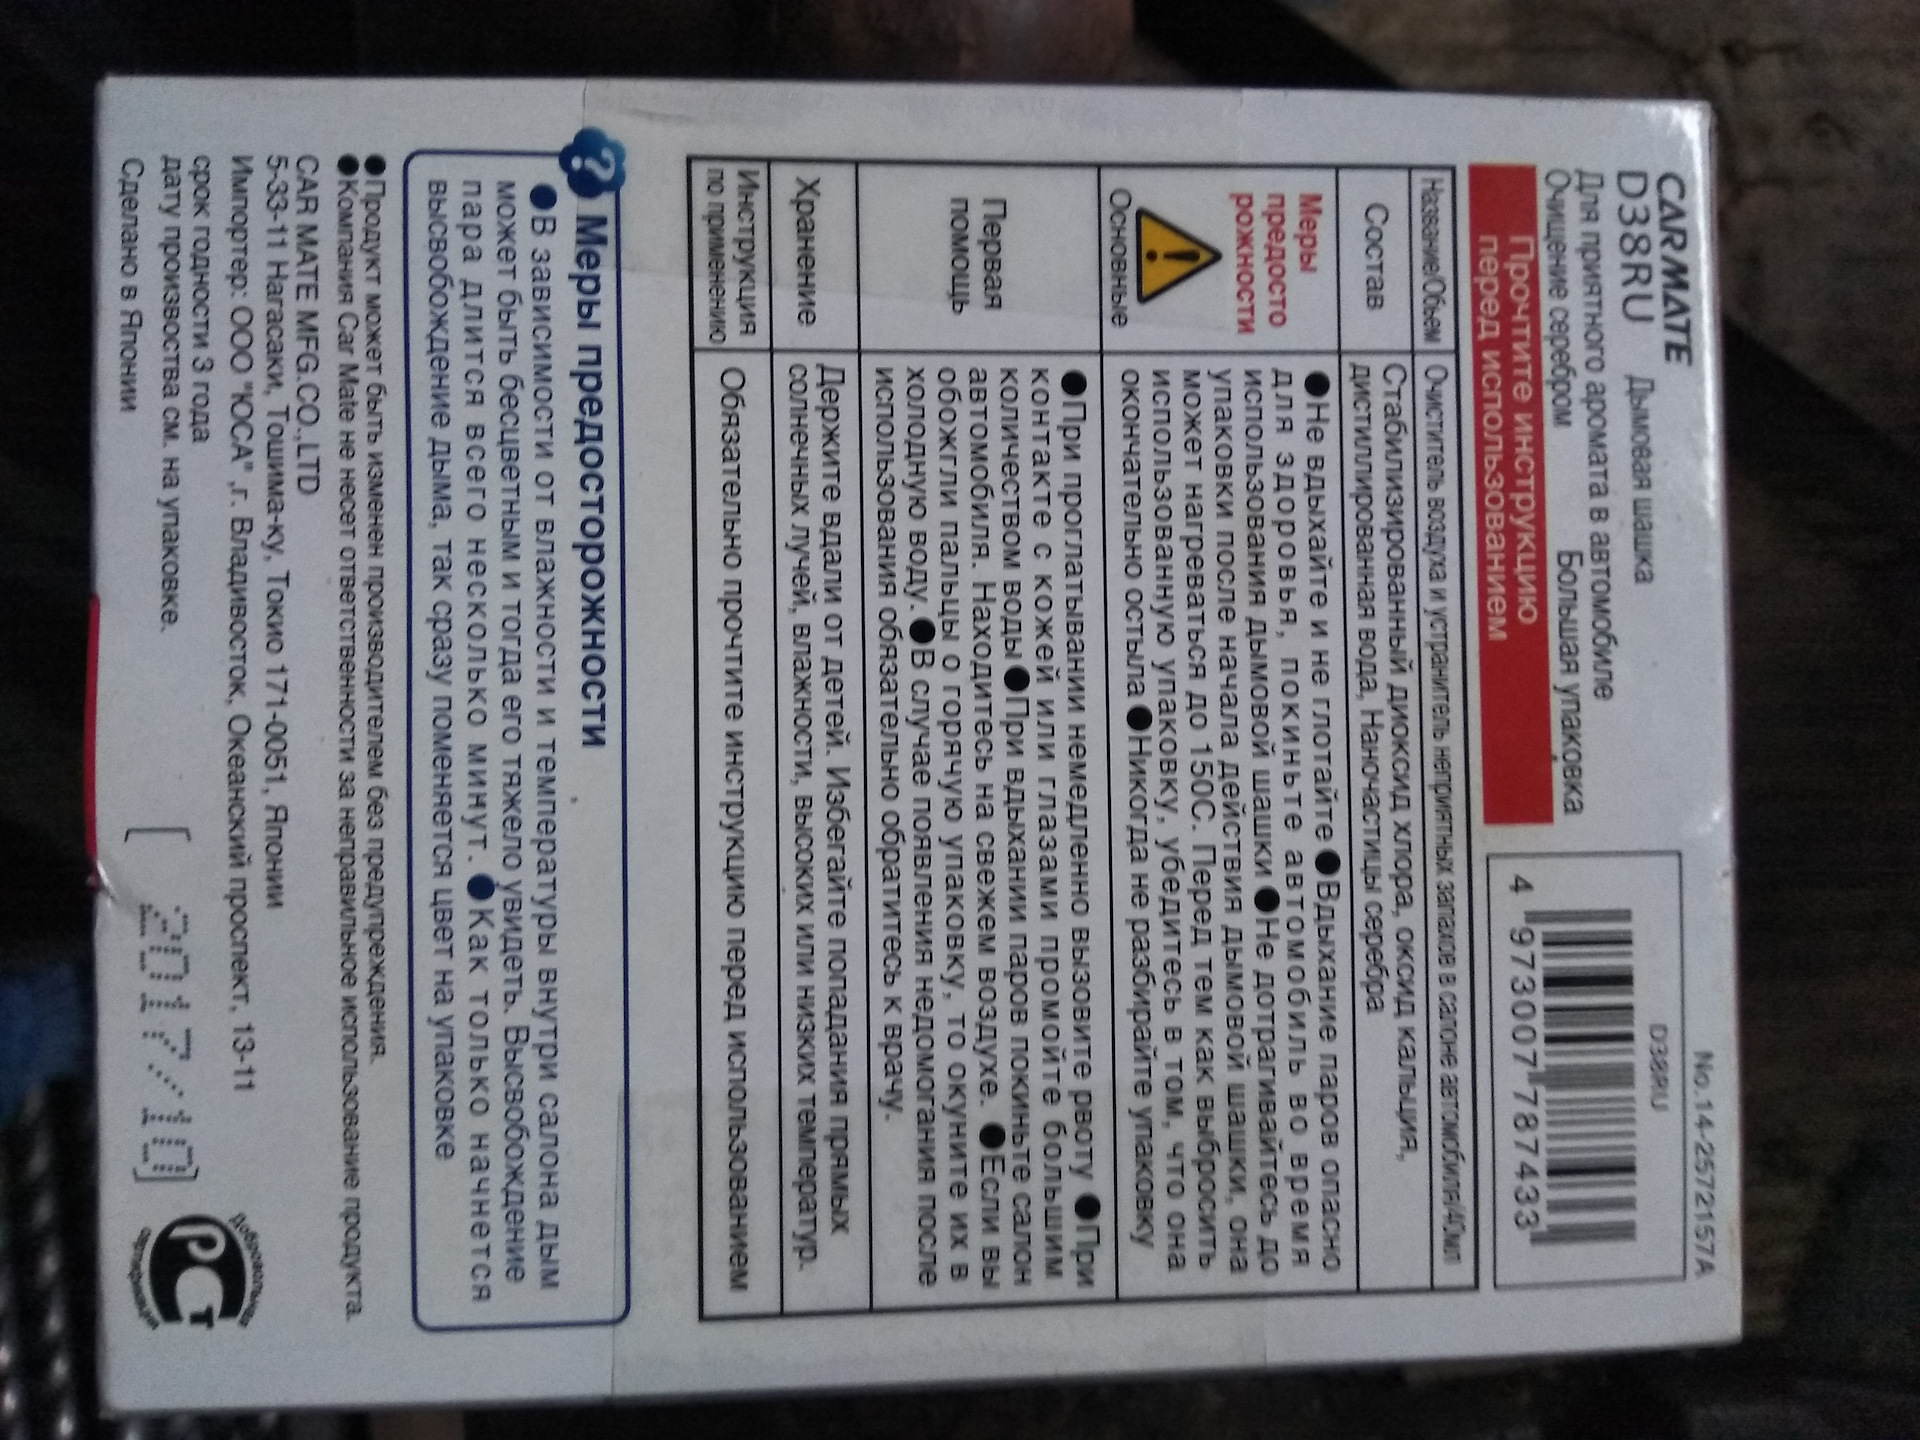 No.14-2572157A
CARMATE
D38RU Дымовая шашка
D38RU
Для приятного аромата в автомобиле
Очищение серебром Большая упаковка
Прочтите инструкцию
перед использованием
4 973007 787433
Название/Объем Очиститель воздуха и устранитель неприятных запахов в салоне автомобиля/40мл
Состав
Стабилизированный диоксид хлора, оксид кальция,
дистиллированная вода, Наночастицы серебра
Меры
предосто
рожности
Основные
●Не вдыхайте и не глотайте ●Вдыхание паров опасно
для здоровья, покиньте автомобиль во время
использования дымовой шашки ●Не дотрагивайтесь до
упаковки после начала действия дымовой шашки, она
может нагреваться до 150С. Перед тем как выбросить
использованную упаковку, убедитесь в том, что она
окончательно остыла ●Никогда не разбирайте упаковку
Первая
помощь
●При проглатывании немедленно вызовите рвоту ●При
контакте с кожей или глазами промойте большим
количеством воды ●При вдыхании паров покиньте салон
автомобиля. Находитесь на свежем воздухе. ●Если вы
обожгли пальцы о горячую упаковку, то окуните их в
холодную воду. ●В случае появления недомогания после
использования обязательно обратитесь к врачу.
Хранение
Держите вдали от детей. Избегайте попадания прямых
солнечных лучей, влажности, высоких или низких температур.
Инструкция
по применению
Обязательно прочтите инструкцию перед использованием
? Меры предосторожности
●В зависимости от влажности и температуры внутри салона дым
может быть бесцветным и тогда его тяжело увидеть. Высвобождение
пара длится всего несколько минут. ●Как только начнется
высвобождение дыма, так сразу поменяется цвет на упаковке
●Продукт может быть изменен производителем без предупреждения.
●Компания Car Mate не несет ответственности за неправильное использование продукта.
CAR MATE MFG.CO.,LTD
5-33-11 Нагасаки, Тошима-ку, Токио 171-0051, Японии
Импортер: ООО "ЮСА" ,г. Владивосток, Океанский проспект, 13-11
срок годности 3 года
дату произвоства см. на упаковке.
Сделано в Японии
[ 2017/10]
Добровольная
РСТ
сертификация